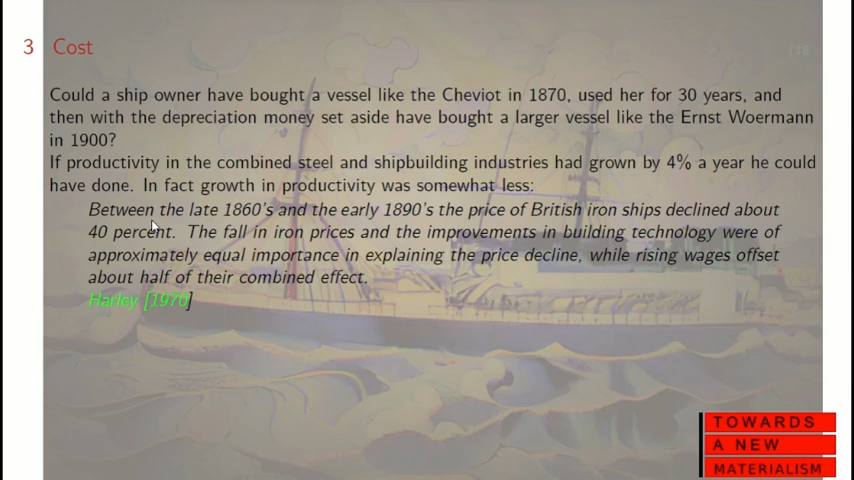 3 Cost
[18
Could a ship owner have bought a vessel like the Cheviot in 1870, used her for 30 years, and
then with the depreciation money set aside have bought a larger vessel like the Ernst Woermann
in 1900?
If productivity in the combined steel and shipbuilding industries had grown by 4% a year he could
have done. In fact growth in productivity was somewhat less:
Between the late 1860's and the early 1890's the price of British iron ships declined about
40 percent. The fall in iron prices and the improvements in building technology were of
approximately equal importance in explaining the price decline, while rising wages offset
about half of their combined effect.
Harley [1970]
TOWARDS
A NEW
MATERIALISM